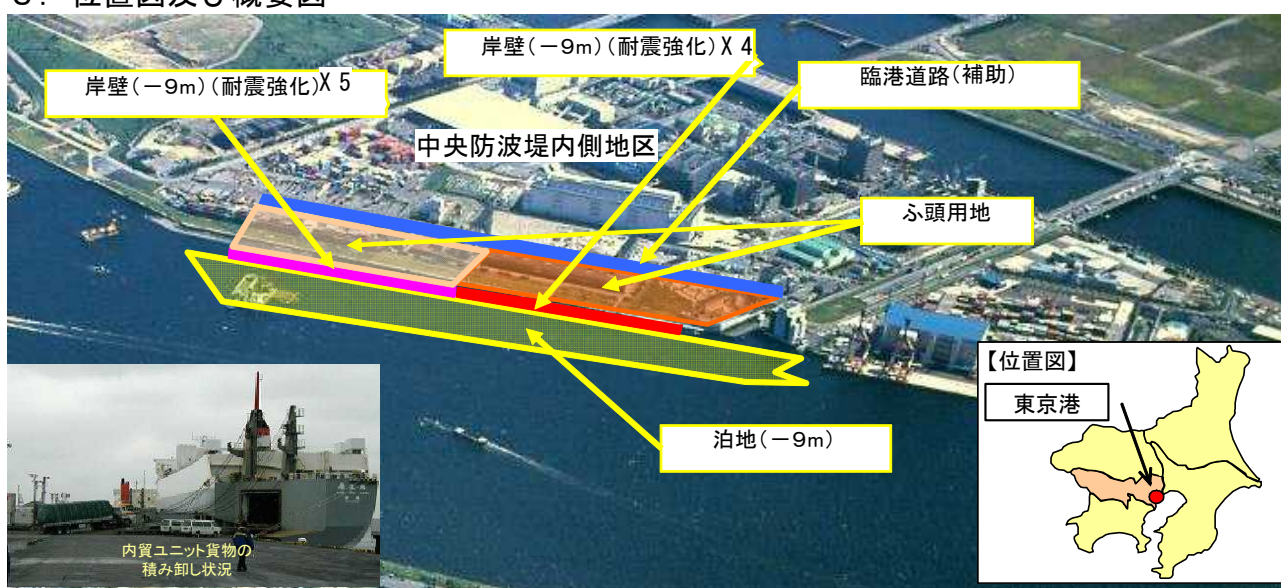 3．位置図及び概要図
岸壁(－9m)(耐震強化)X 4
岸壁(－9m)(耐震強化)X 5
臨港道路(補助)
中央防波堤内側地区
ふ頭用地
泊地(－9m)
【位置図】
東京港
内貿ユニット貨物の
積み卸し状況